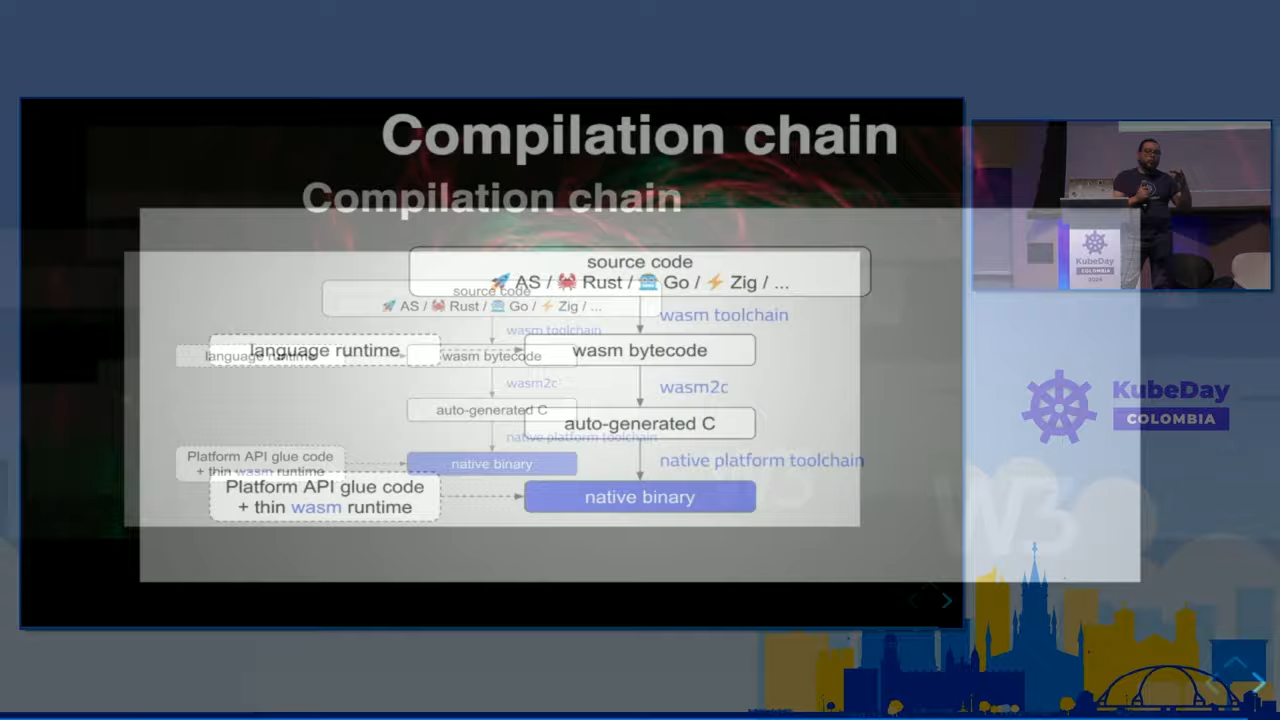 Compilation chain
Compilation chain
source code
🚀 AS / 🦀 Rust / Go / ⚡ Zig / ...
source code
🚀 AS / 🦀 Rust / Go / ⚡ Zig / ...
wasm toolchain
wasm toolchain
language runtime
wasm bytecode
language runtime
wasm bytecode
wasm2c
wasm2c
auto-generated C
auto-generated C
native platform toolchain
native platform toolchain
Platform API glue code
+ thin wasm runtime
native binary
Platform API glue code
+ thin wasm runtime
native binary
KubeDay
COLOMBIA
2024
KubeDay
COLOMBIA